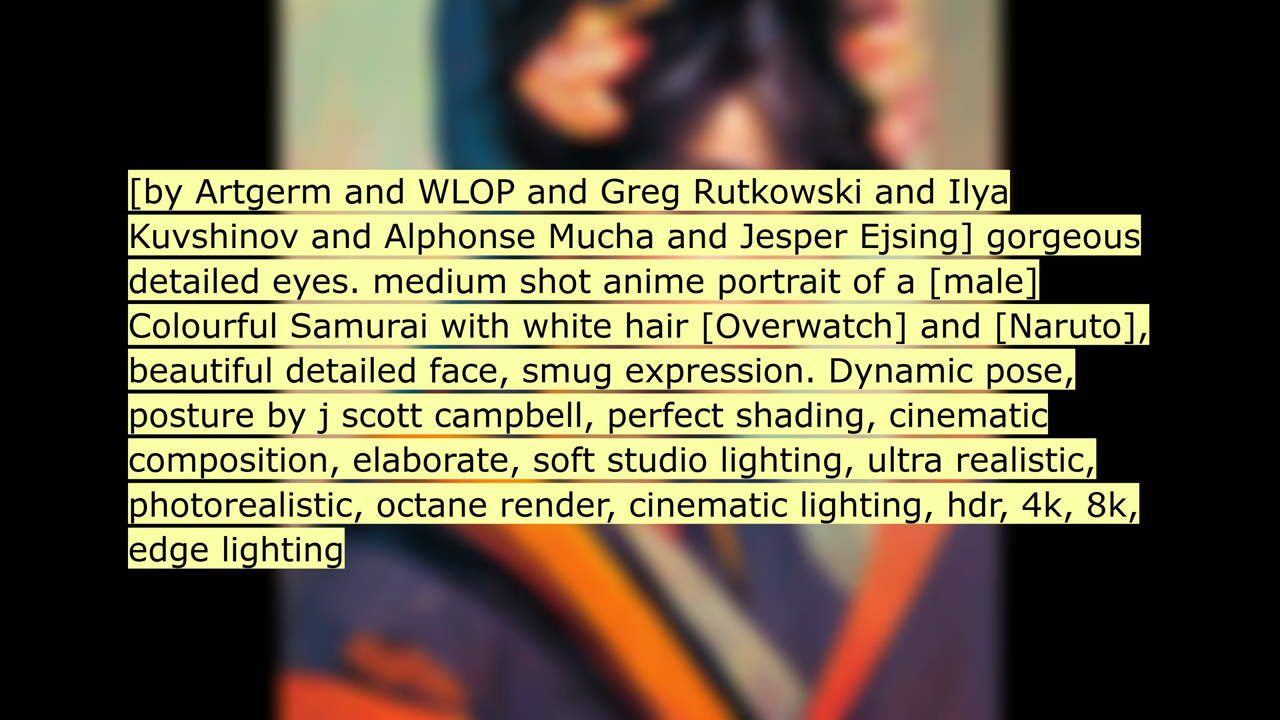 [by Artgerm and WLOP and Greg Rutkowski and Ilya
Kuvshinov and Alphonse Mucha and Jesper Ejsing] gorgeous
detailed eyes. medium shot anime portrait of a [male]
Colourful Samurai with white hair [Overwatch] and [Naruto],
beautiful detailed face, smug expression. Dynamic pose,
posture by j scott campbell, perfect shading, cinematic
composition, elaborate, soft studio lighting, ultra realistic,
photorealistic, octane render, cinematic lighting, hdr, 4k, 8k,
edge lighting